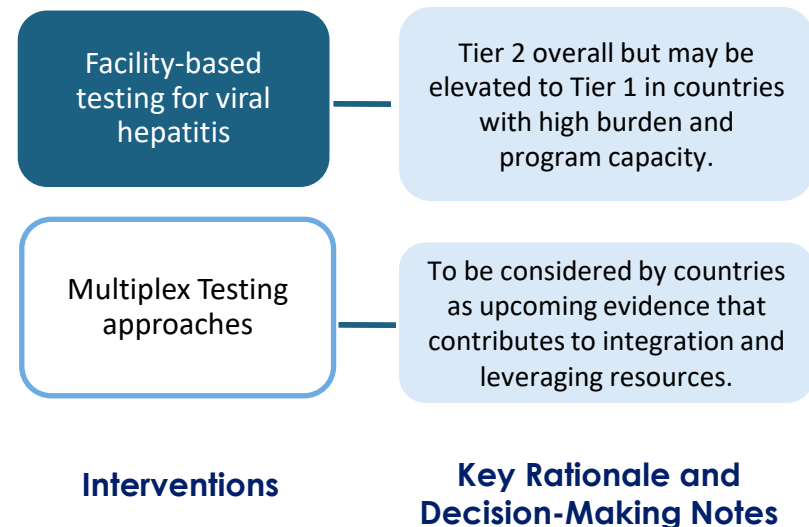 Facility-based
testing for viral
hepatitis
Tier 2 overall but may be
elevated to Tier 1 in countries
with high burden and
program capacity.
Multiplex Testing
approaches
To be considered by countries
as upcoming evidence that
contributes to integration and
leveraging resources.
Interventions
Key Rationale and
Decision-Making Notes